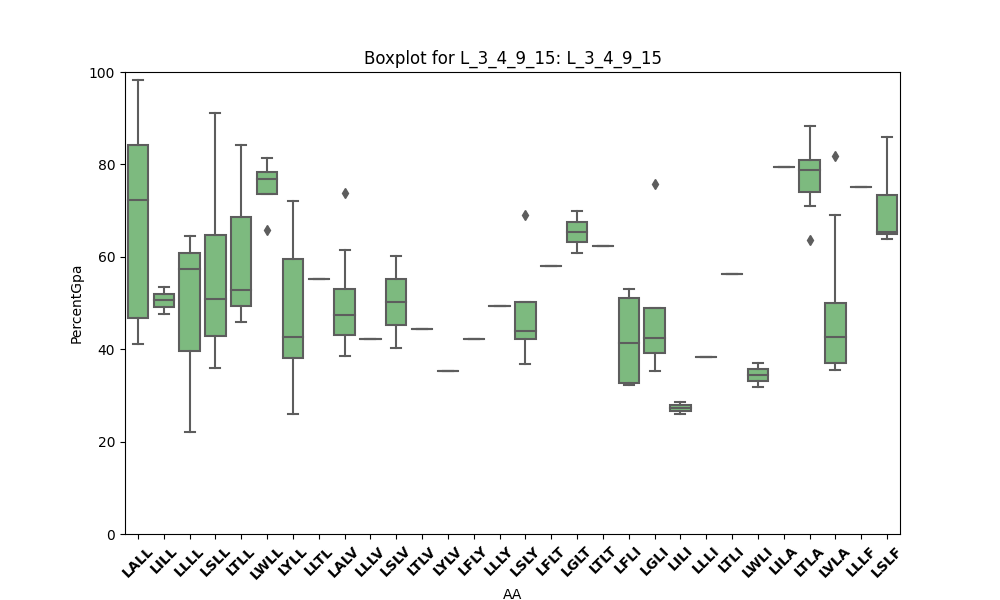 Boxplot for L_3_4_9_15: L_3_4_9_15
100
80
60
40
20
0
PercentGpa
LALL LILL LLLL LSLL LTLL LWLL LYLL LLTL LALV LLLV LSLV LTLV LYLV LFLY LLLY LSLY LFLT LGLT LTLT LFLI LGLI LILI LLLI LTLI LWLI LILA LTLA LVLA LLLF LSLF
AA